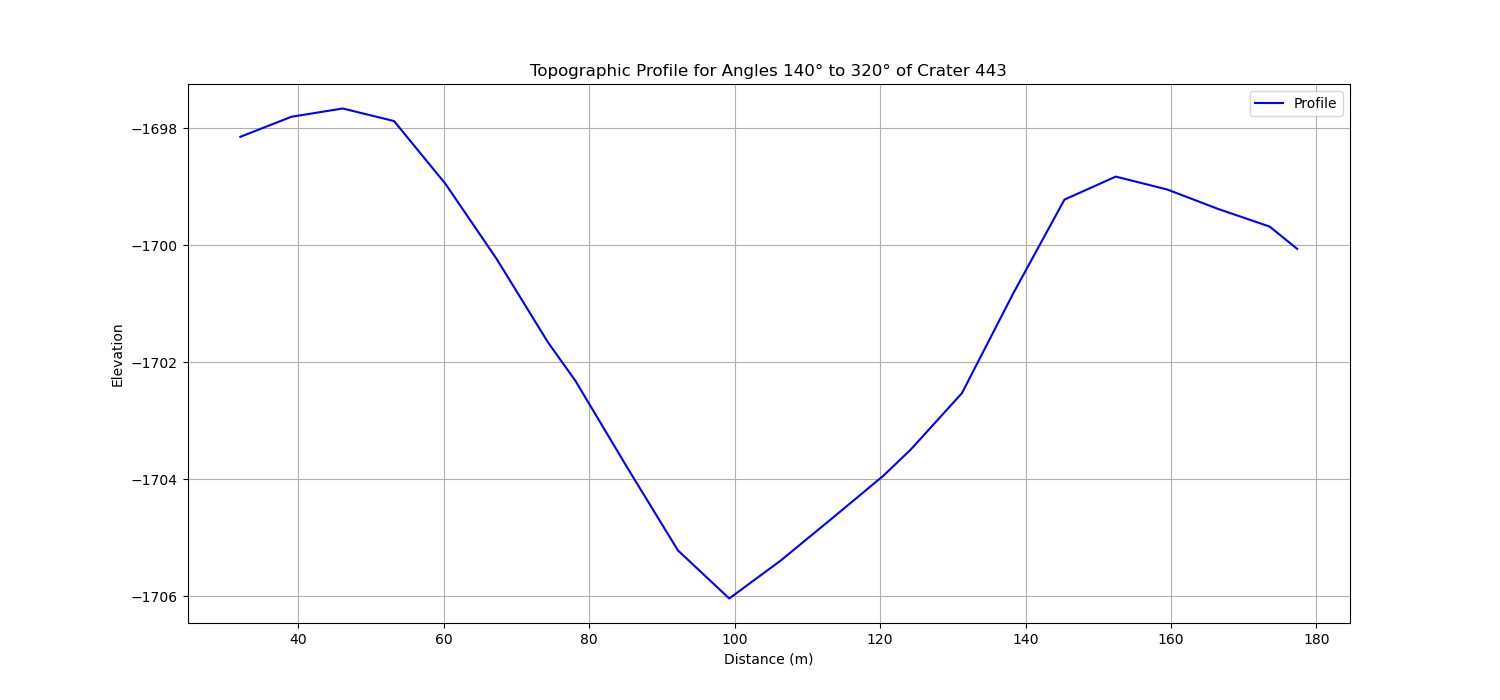 Topographic Profile for Angles 140° to 320° of Crater 443
Profile
−1698
−1700
−1702
−1704
−1706
Elevation
40 60 80 100 120 140 160 180
Distance (m)